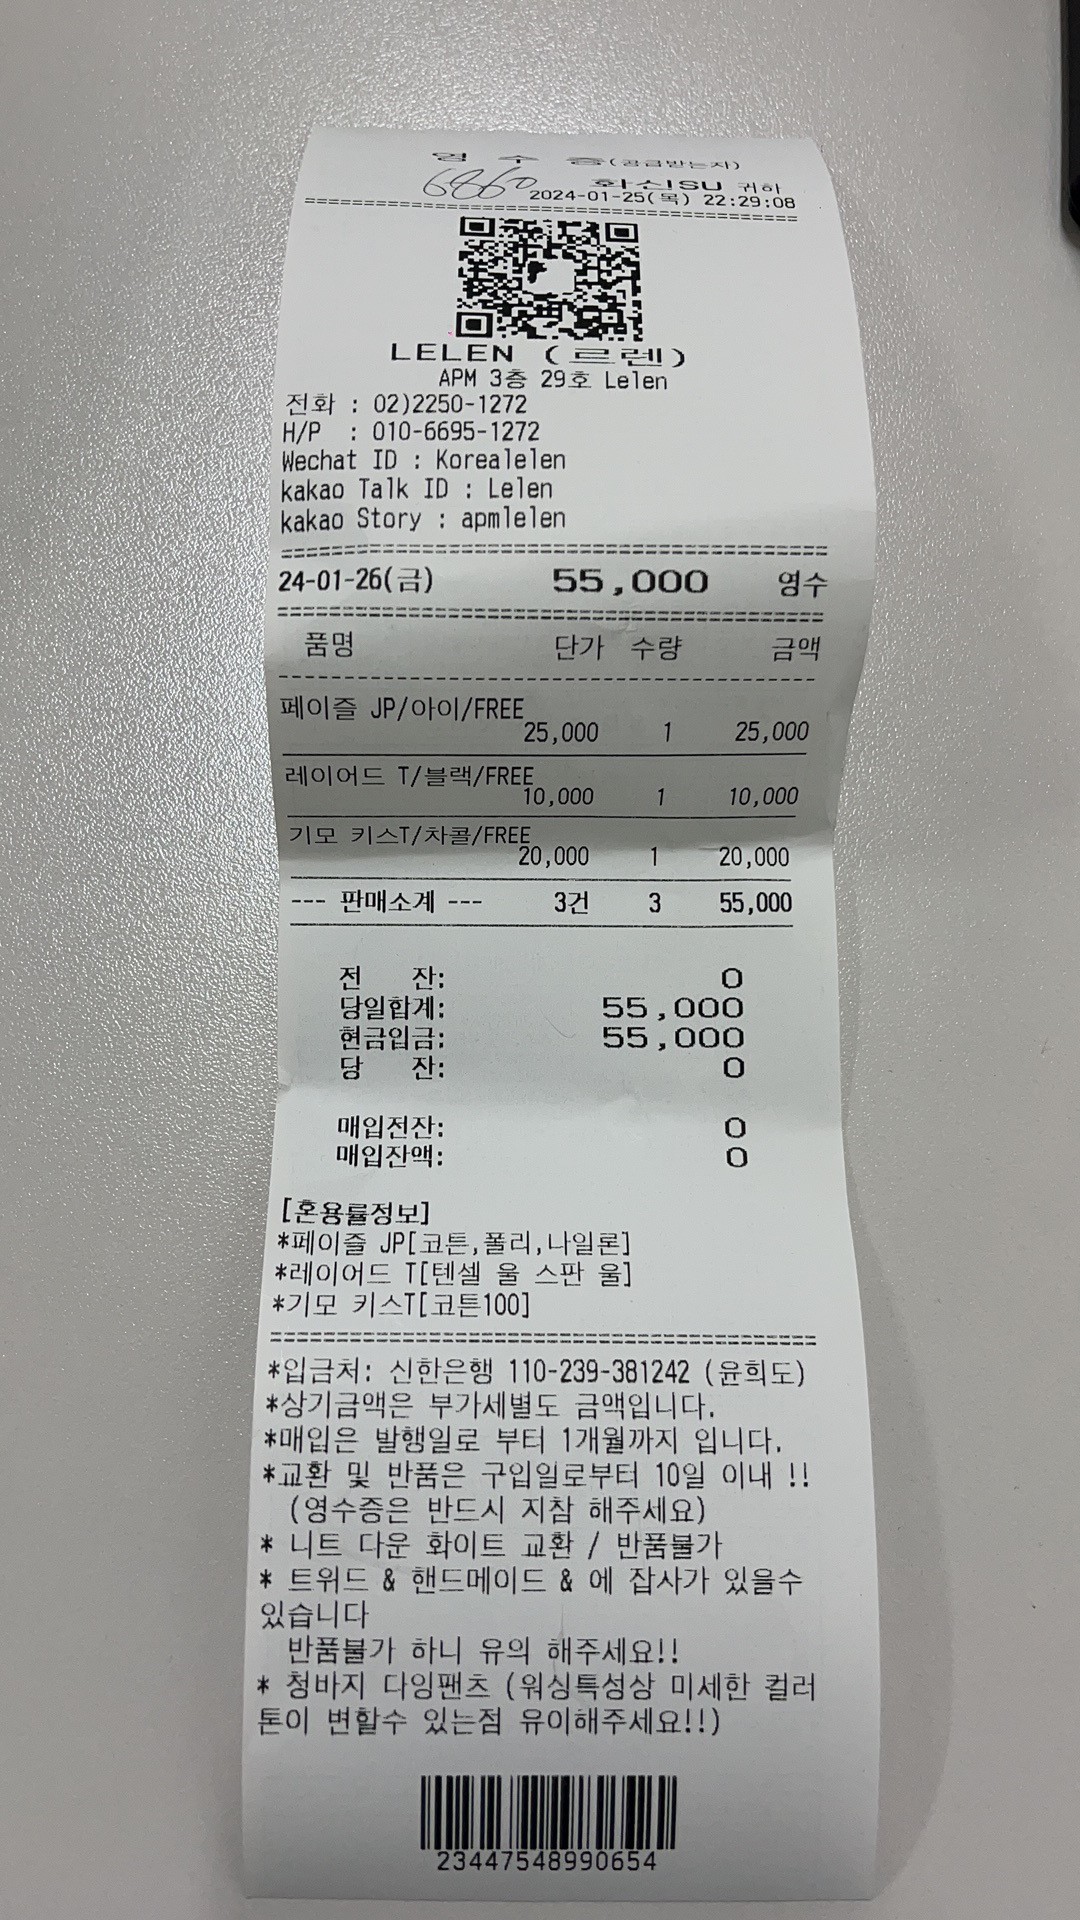 영 수 증(공급받는자)
6860 화신ISU 귀하
2024-01-25(목) 22:29:08
LELEN (르렌)
APM 3층 29호 Lelen
전화 : 02)2250-1272
H/P : 010-6695-1272
Wechat ID : Korealelen
kakao Talk ID : Lelen
kakao Story : apmlelen
24-01-26(금) 55,000 영수
품명 단가 수량 금액
페이즐 JP/아이/FREE
25,000 1 25,000
레이어드 T/블랙/FREE
10,000 1 10,000
기모 키스T/차콜/FREE
20,000 1 20,000
--- 판매소계 --- 3건 3 55,000
전 잔: 0
당일합계: 55,000
현금입금: 55,000
당 잔: 0
매입전잔: 0
매입잔액: 0
[혼용률정보]
*페이즐 JP[코튼,폴리,나일론]
*레이어드 T[텐셀 울 스판 울]
*기모 키스T[코튼100]
*입금처: 신한은행 110-239-381242 (윤희도)
*상기금액은 부가세별도 금액입니다.
*매입은 발행일로 부터 1개월까지 입니다.
*교환 및 반품은 구입일로부터 10일 이내 !!
(영수증은 반드시 지참 해주세요)
* 니트 다운 화이트 교환 / 반품불가
* 트위드 & 핸드메이드 & 에 잡사가 있을수
있습니다
반품불가 하니 유의 해주세요!!
* 청바지 다잉팬츠 (워싱특성상 미세한 컬러
톤이 변할수 있는점 유이해주세요!!)
23447548990654